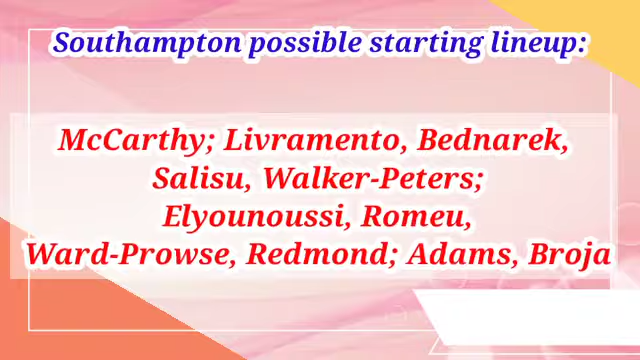 Southampton possible starting lineup:
McCarthy; Livramento, Bednarek,
Salisu, Walker-Peters;
Elyounoussi, Romeu,
Ward-Prowse, Redmond; Adams, Broja